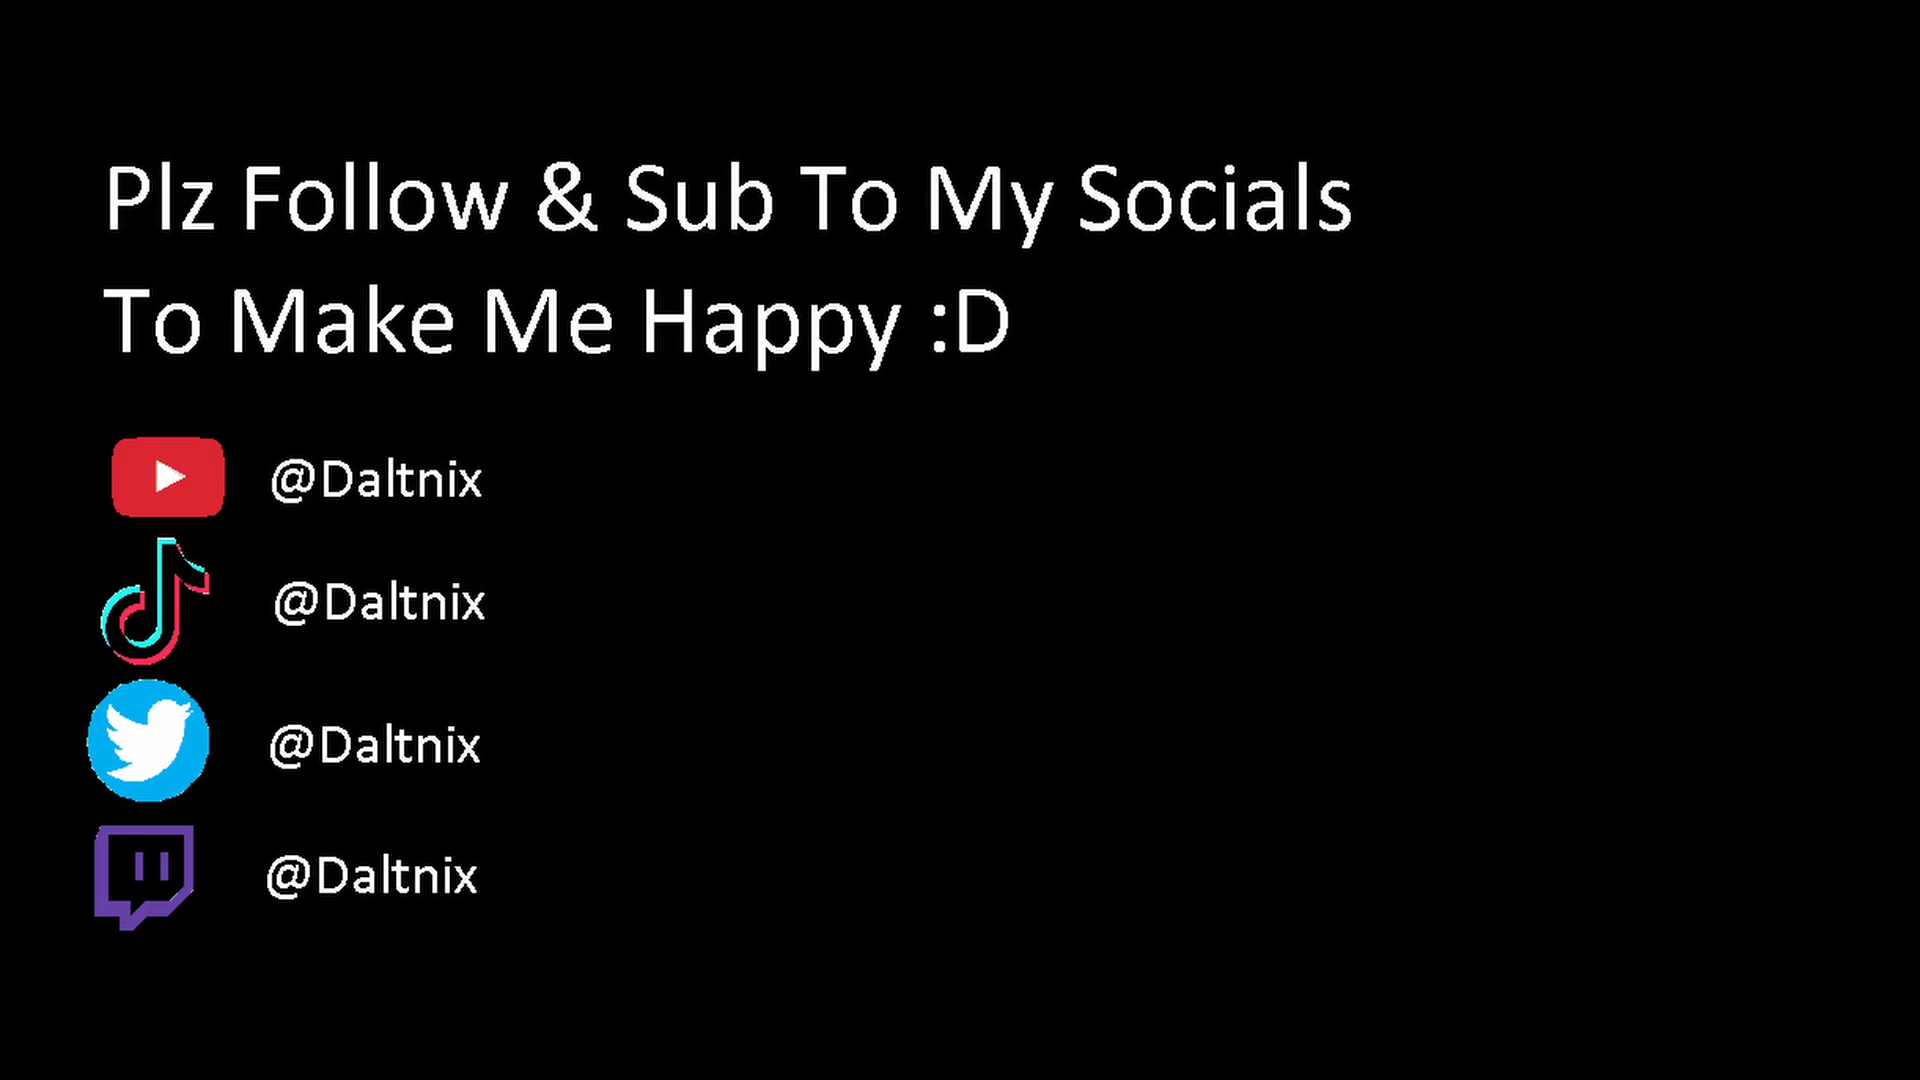 Plz Follow & Sub To My Socials
To Make Me Happy :D
@Daltnix
@Daltnix
@Daltnix
@Daltnix